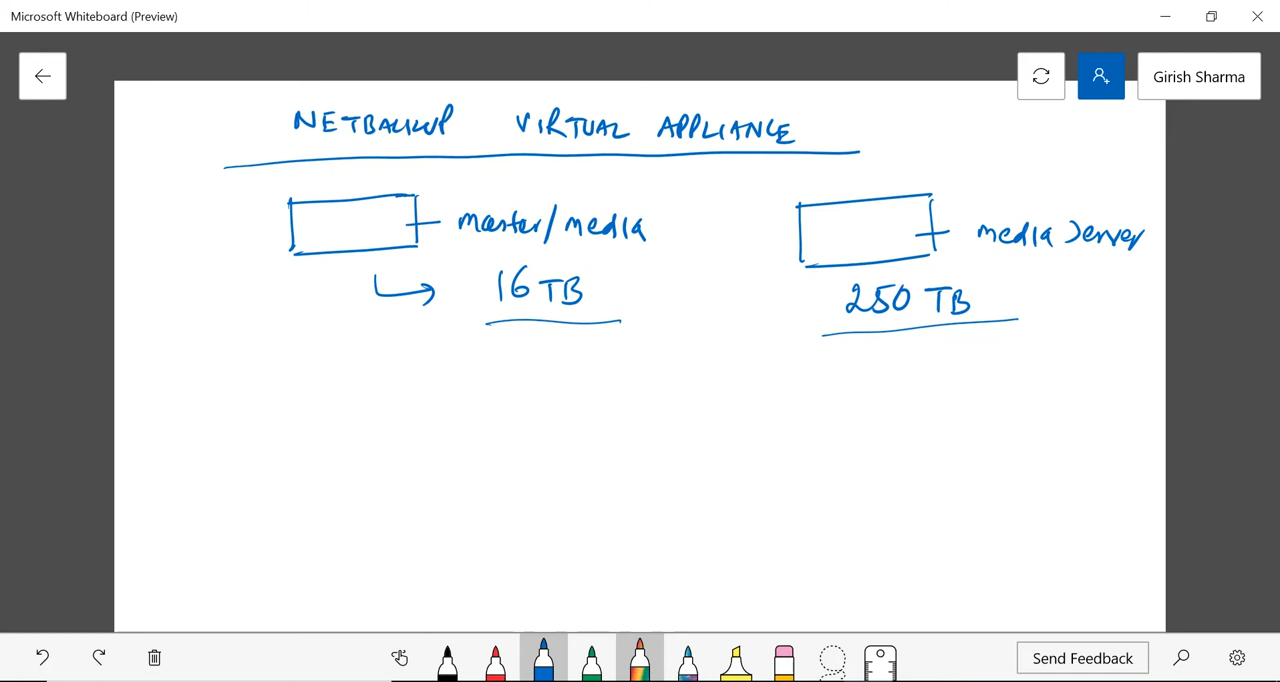 Microsoft Whiteboard (Preview)
Girish Sharma
NETBACKUP VIRTUAL APPLIANCE
master/media
media server
16 TB
250 TB
Send Feedback